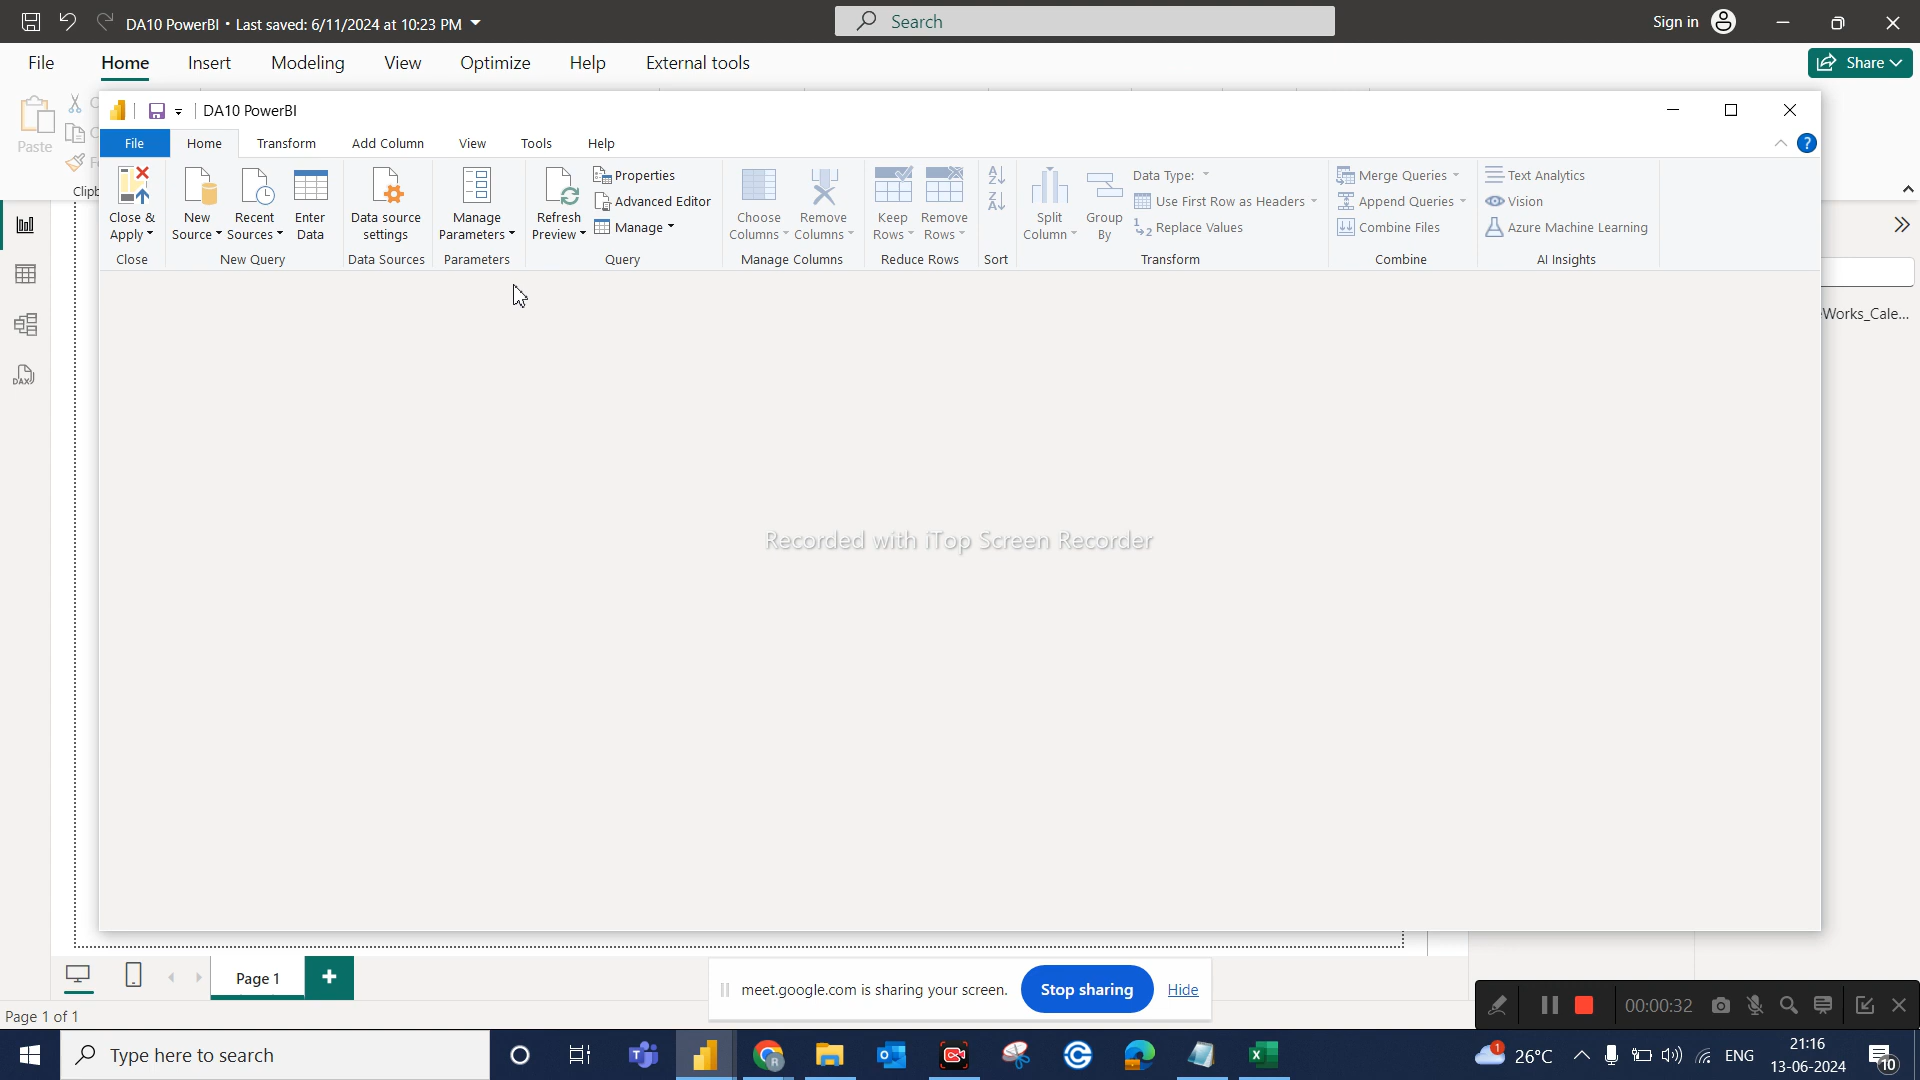 DA10 PowerBI • Last saved: 6/11/2024 at 10:23 PM
Search
Sign in
File Home Insert Modeling View Optimize Help External tools
Share
Paste
Clipb
DA10 PowerBI
File Home Transform Add Column View Tools Help
Close & Apply
Close
New Source
Recent Sources
Enter Data
New Query
Data source settings
Data Sources
Manage Parameters
Parameters
Refresh Preview
Properties
Advanced Editor
Manage
Query
Choose Columns
Remove Columns
Manage Columns
Keep Rows
Remove Rows
Reduce Rows
Sort
Split Column
Group By
Data Type:
Use First Row as Headers
Replace Values
Transform
Merge Queries
Append Queries
Combine Files
Combine
Text Analytics
Vision
Azure Machine Learning
AI Insights
Works_Cale...
DAX
Recorded with iTop Screen Recorder
Page 1
meet.google.com is sharing your screen.
Stop sharing
Hide
Page 1 of 1
00:00:32
Type here to search
1
26°C
ENG
21:16
13-06-2024
10